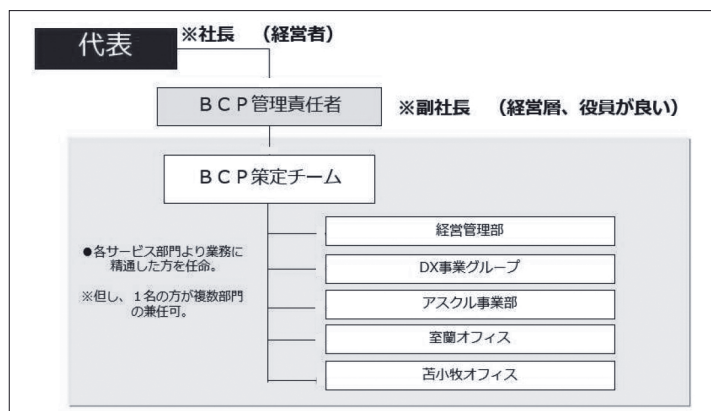 代表
※社長　（経営者）
ＢＣＰ管理責任者
※副社長　（経営層、役員が良い）
ＢＣＰ策定チーム
●各サービス部門より業務に
精通した方を任命。
※但し、１名の方が複数部門
の兼任可。
経営管理部
DX事業グループ
アスクル事業部
室蘭オフィス
苫小牧オフィス